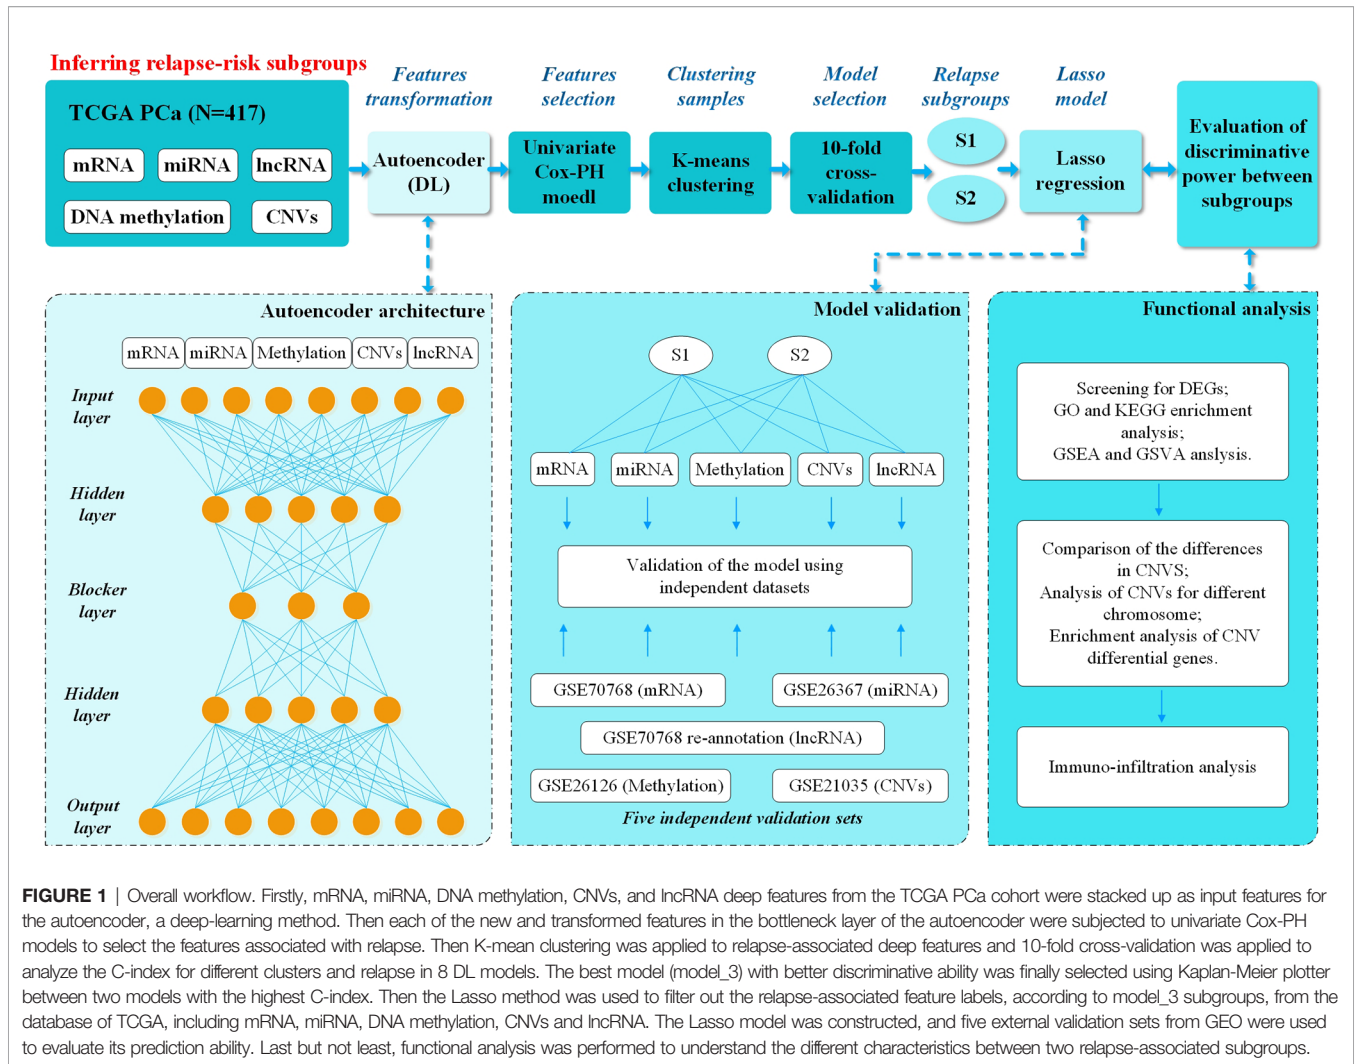 Inferring relapse-risk subgroups
TCGA PCa (N=417)
mRNA
miRNA
lncRNA
DNA methylation
CNVs
Features
transformation
Autoencoder
(DL)
Features
selection
Univariate
Cox-PH
moedl
Clustering
samples
K-means
clustering
Model
selection
10-fold
cross-
validation
Relapse
subgroups
S1
S2
Lasso
model
Lasso
regression
Evaluation of
discriminative
power between
subgroups
Autoencoder architecture
mRNA
miRNA
Methylation
CNVs
lncRNA
Input
layer
Hidden
layer
Blocker
layer
Hidden
layer
Output
layer
Model validation
S1
S2
mRNA
miRNA
Methylation
CNVs
lncRNA
Validation of the model using
independent datasets
GSE70768 (mRNA)
GSE26367 (miRNA)
GSE70768 re-annotation (lncRNA)
GSE26126 (Methylation)
GSE21035 (CNVs)
Five independent validation sets
Functional analysis
Screening for DEGs;
GO and KEGG enrichment
analysis;
GSEA and GSVA anslysis.
Comparison of the differences
in CNVS;
Analysis of CNVs for different
chromosome;
Enrichment analysis of CNV
differential genes.
Immuno-infiltration analysis
FIGURE 1 | Overall workflow. Firstly, mRNA, miRNA, DNA methylation, CNVs, and lncRNA deep features from the TCGA PCa cohort were stacked up as input features for
the autoencoder, a deep-learning method. Then each of the new and transformed features in the bottleneck layer of the autoencoder were subjected to univariate Cox-PH
models to select the features associated with relapse. Then K-mean clustering was applied to relapse-associated deep features and 10-fold cross-validation was applied to
analyze the C-index for different clusters and relapse in 8 DL models. The best model (model_3) with better discriminative ability was finally selected using Kaplan-Meier plotter
between two models with the highest C-index. Then the Lasso method was used to filter out the relapse-associated feature labels, according to model_3 subgroups, from the
database of TCGA, including mRNA, miRNA, DNA methylation, CNVs and lncRNA. The Lasso model was constructed, and five external validation sets from GEO were used
to evaluate its prediction ability. Last but not least, functional analysis was performed to understand the different characteristics between two relapse-associated subgroups.